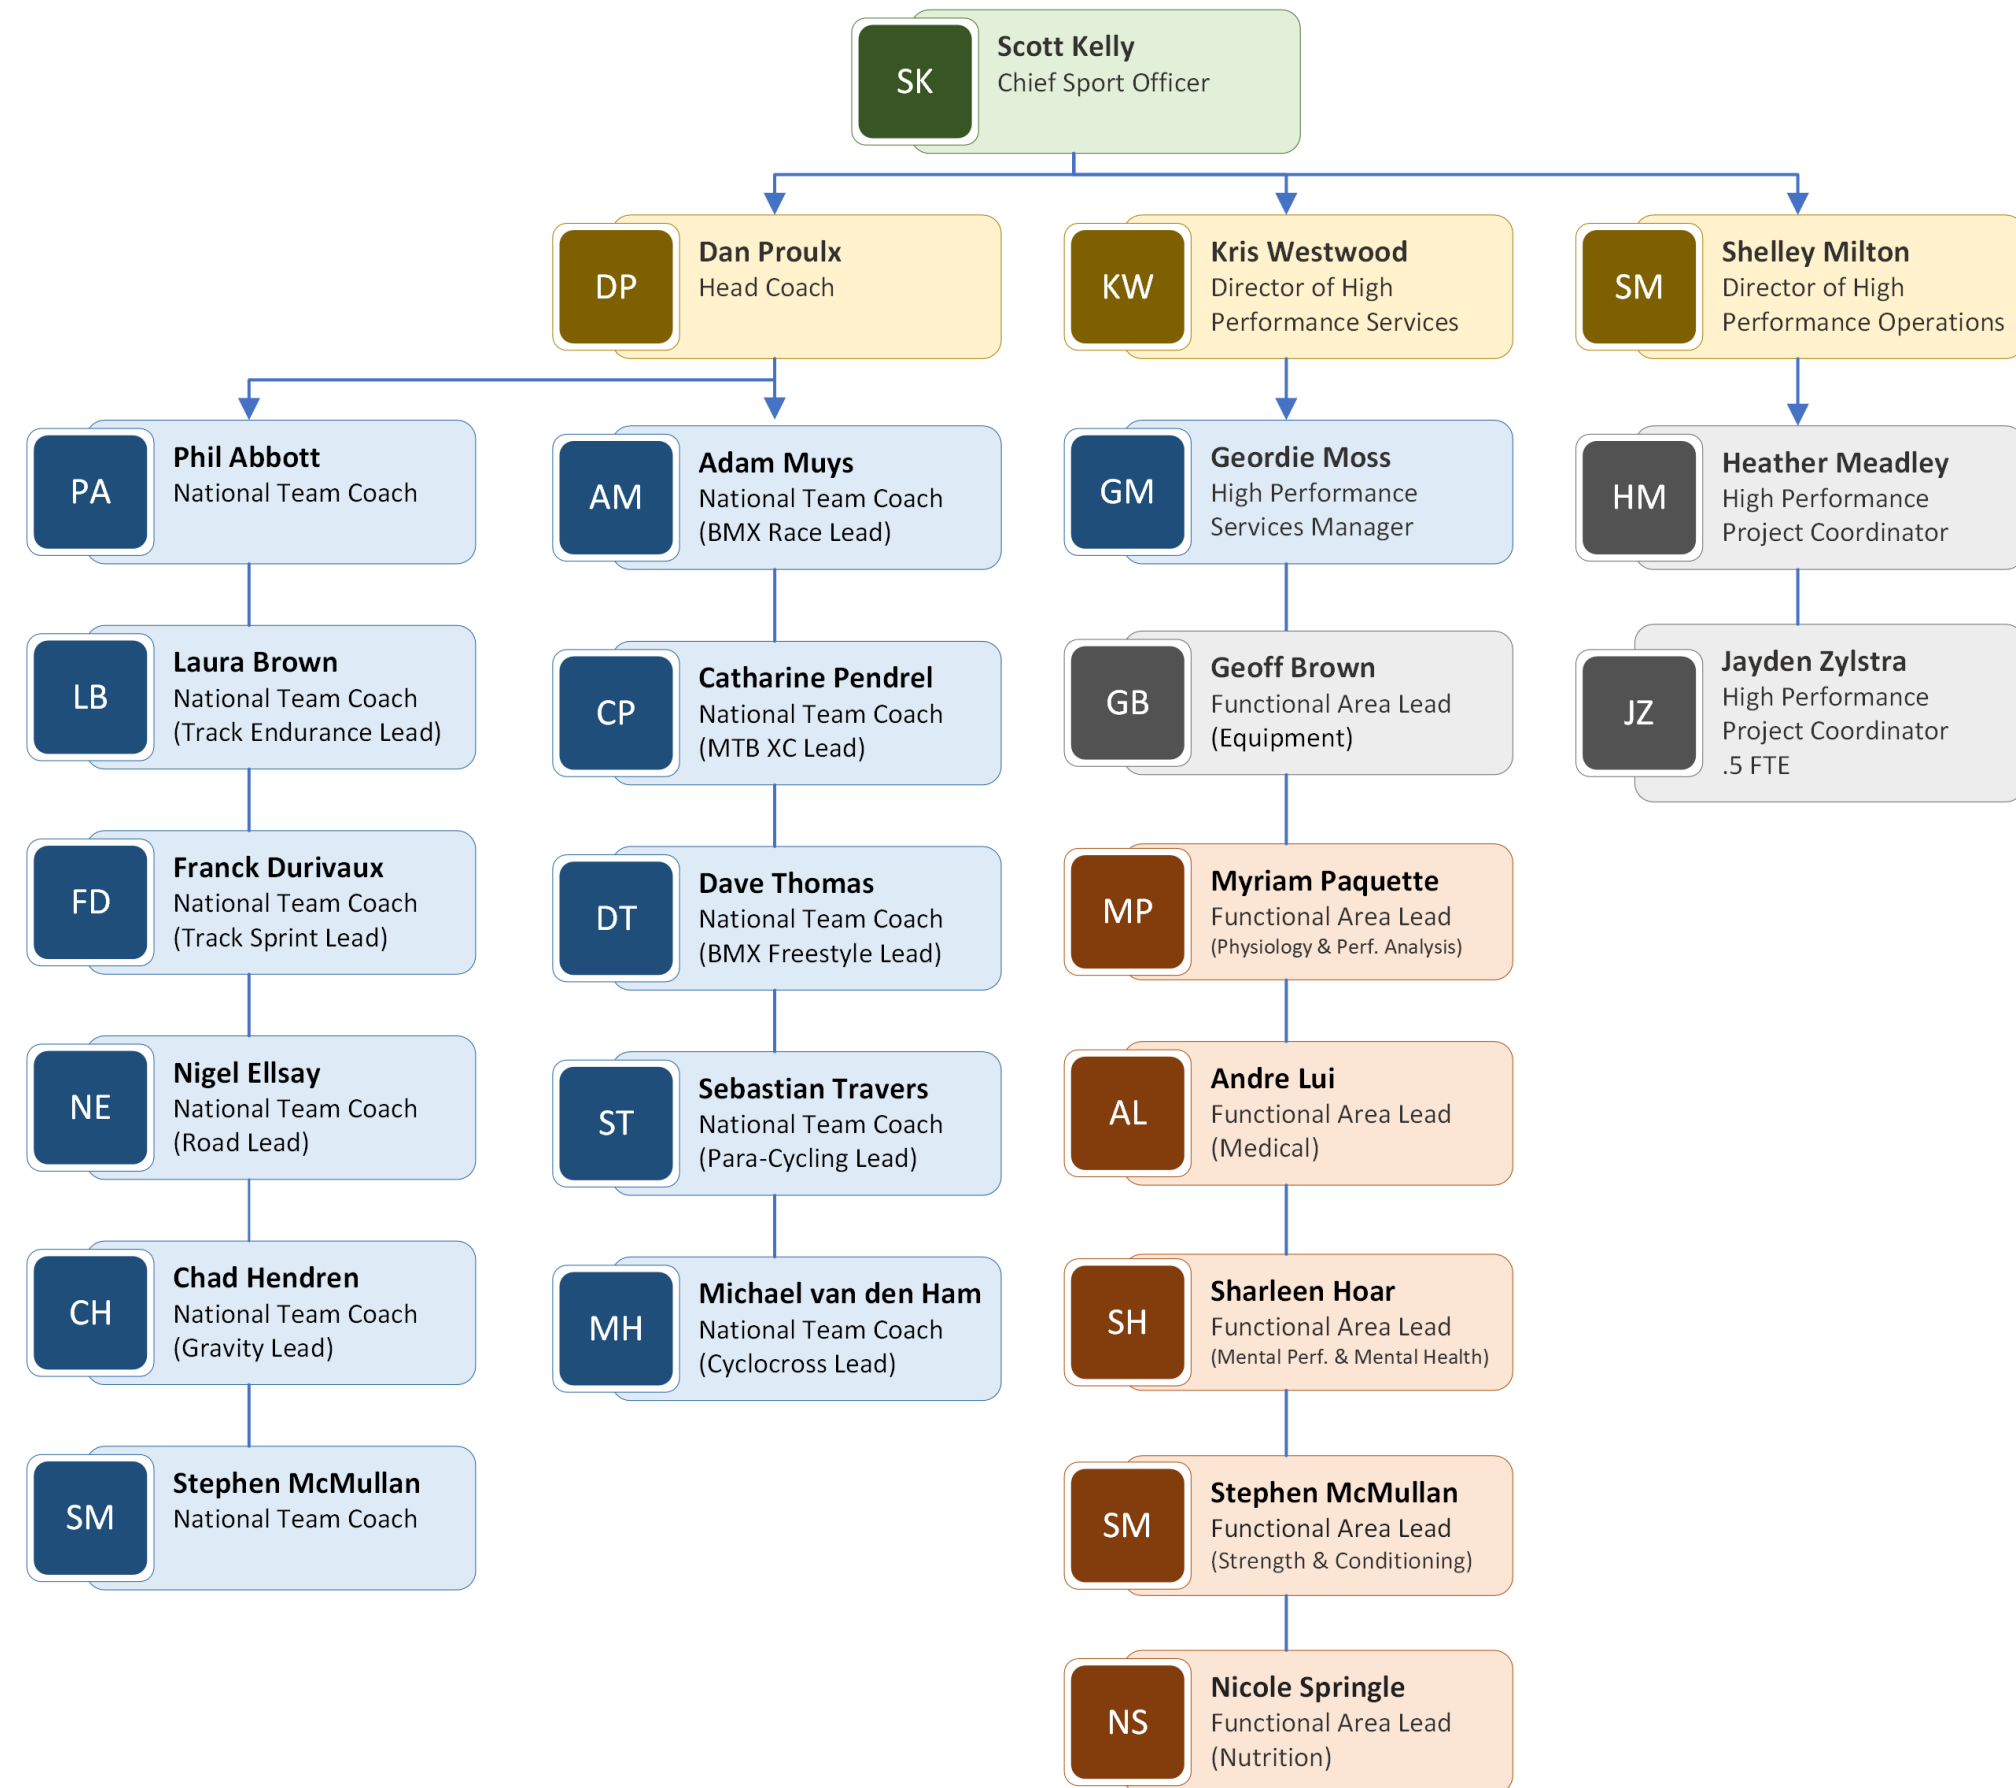 SK
Scott Kelly
Chief Sport Officer
DP
Dan Proulx
Head Coach
KW
Kris Westwood
Director of High
Performance Services
SM
Shelley Milton
Director of High
Performance Operations
PA
Phil Abbott
National Team Coach
AM
Adam Muys
National Team Coach
(BMX Race Lead)
GM
Geordie Moss
High Performance
Services Manager
HM
Heather Meadley
High Performance
Project Coordinator
LB
Laura Brown
National Team Coach
(Track Endurance Lead)
CP
Catharine Pendrel
National Team Coach
(MTB XC Lead)
GB
Geoff Brown
Functional Area Lead
(Equipment)
JZ
Jayden Zylstra
High Performance
Project Coordinator
.5 FTE
FD
Franck Durivaux
National Team Coach
(Track Sprint Lead)
DT
Dave Thomas
National Team Coach
(BMX Freestyle Lead)
MP
Myriam Paquette
Functional Area Lead
(Physiology & Perf. Analysis)
NE
Nigel Ellsay
National Team Coach
(Road Lead)
ST
Sebastian Travers
National Team Coach
(Para-Cycling Lead)
AL
Andre Lui
Functional Area Lead
(Medical)
CH
Chad Hendren
National Team Coach
(Gravity Lead)
MH
Michael van den Ham
National Team Coach
(Cyclocross Lead)
SH
Sharleen Hoar
Functional Area Lead
(Mental Perf. & Mental Health)
SM
Stephen McMullan
National Team Coach
SM
Stephen McMullan
Functional Area Lead
(Strength & Conditioning)
NS
Nicole Springle
Functional Area Lead
(Nutrition)